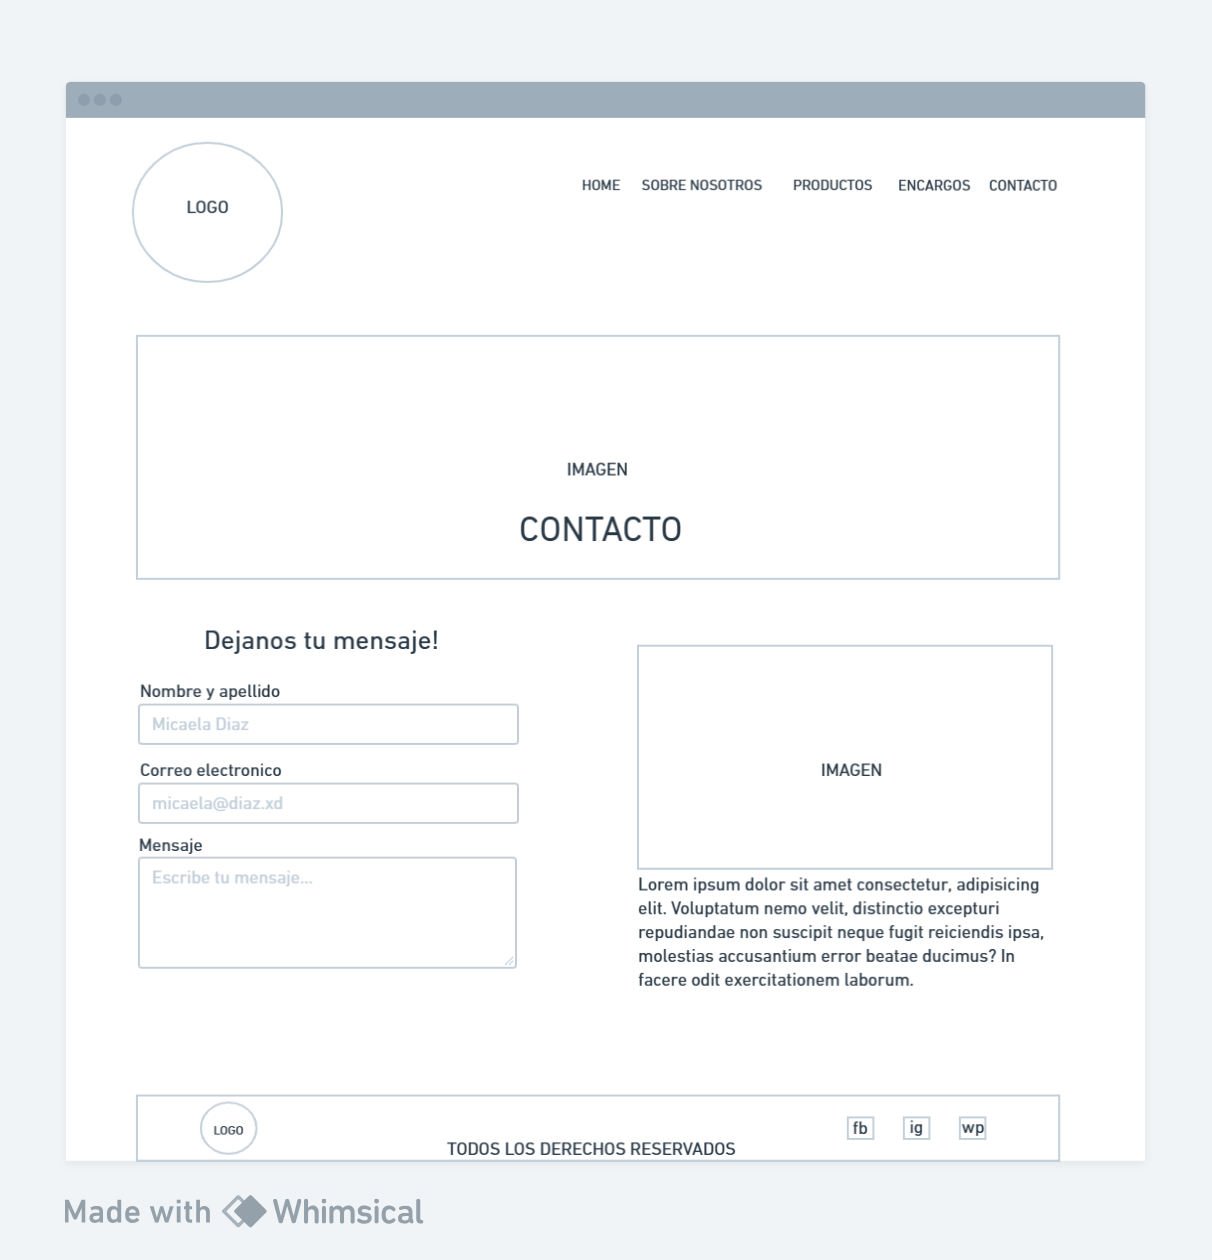 LOGO
HOME SOBRE NOSOTROS PRODUCTOS ENCARGOS CONTACTO
IMAGEN
CONTACTO
Dejanos tu mensaje!
Nombre y apellido
Micaela Diaz
Correo electronico
micaela@diaz.xd
Mensaje
Escribe tu mensaje...
IMAGEN
Lorem ipsum dolor sit amet consectetur, adipisicing
elit. Voluptatum nemo velit, distinctio excepturi
repudiandae non suscipit neque fugit reiciendis ipsa,
molestias accusantium error beatae ducimus? In
facere odit exercitationem laborum.
LOGO
TODOS LOS DERECHOS RESERVADOS
fb ig wp
Made with Whimsical